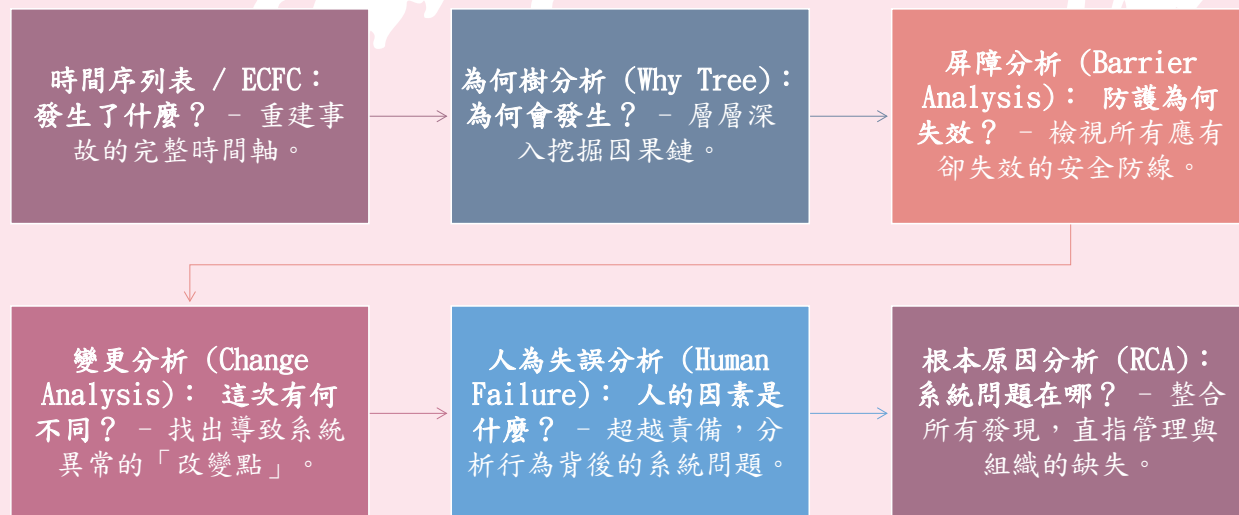 時間序列表 / ECFC：
發生了什麼？ – 重建事
故的完整時間軸。
為何樹分析 (Why Tree)：
為何會發生？ – 層層深
入挖掘因果鏈。
屏障分析 (Barrier
Analysis)： 防護為何
失效？ – 檢視所有應有
卻失效的安全防線。
變更分析 (Change
Analysis)： 這次有何
不同？ – 找出導致系統
異常的「改變點」。
人為失誤分析 (Human
Failure)： 人的因素是
什麼？ – 超越責備，分
析行為背後的系統問題。
根本原因分析 (RCA)：
系統問題在哪？ – 整合
所有發現，直指管理與
組織的缺失。